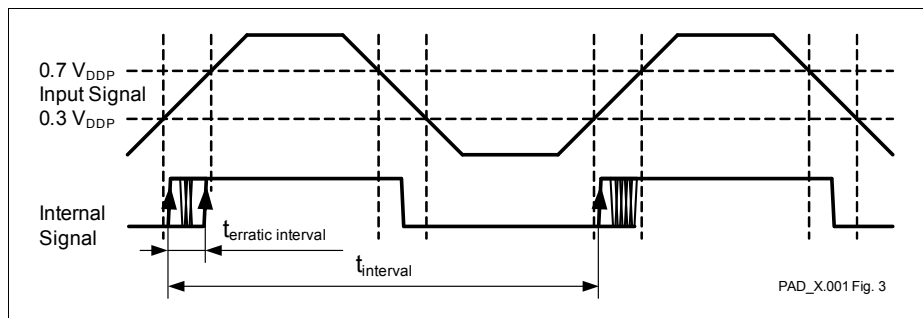 0.7 VDDP
Input Signal
0.3 VDDP
Internal
Signal
terratic interval
tinterval
PAD_X.001 Fig. 3